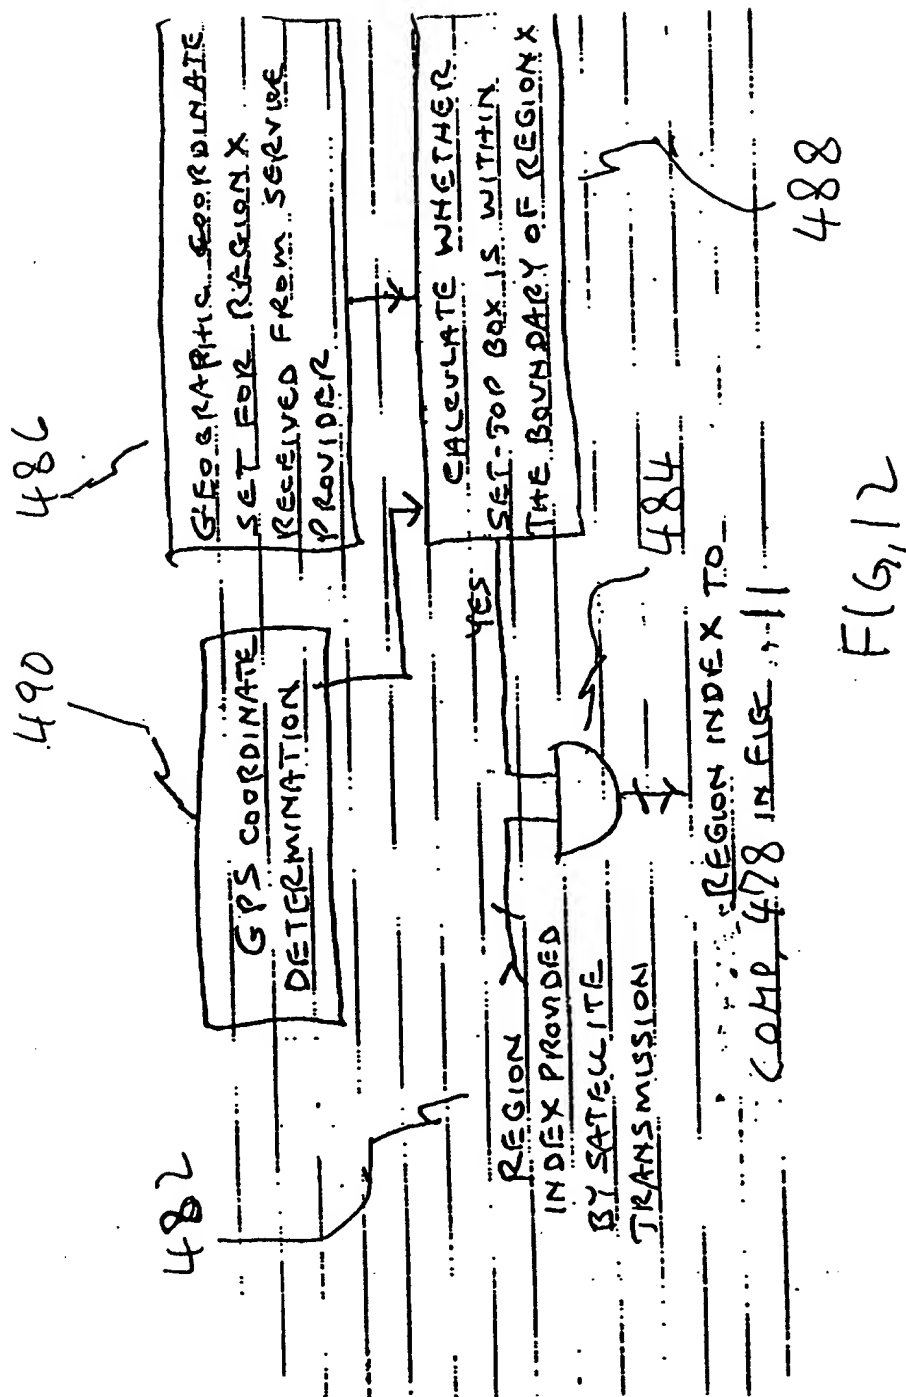 482
490
486
GPS COORDINATE
DETERMINATION
GEOGRAPHIC COORDINATE
SET FOR REGION X
RECEIVED FROM SERVICE
PROVIDER
REGION
INDEX PROVIDED
BY SATELLITE
TRANSMISSION
YES
CALCULATE WHETHER
SET-TOP BOX IS WITHIN
THE BOUNDARY OF REGION X
484
488
REGION INDEX TO
COMP. 478 IN FIG. 11
FIG. 12